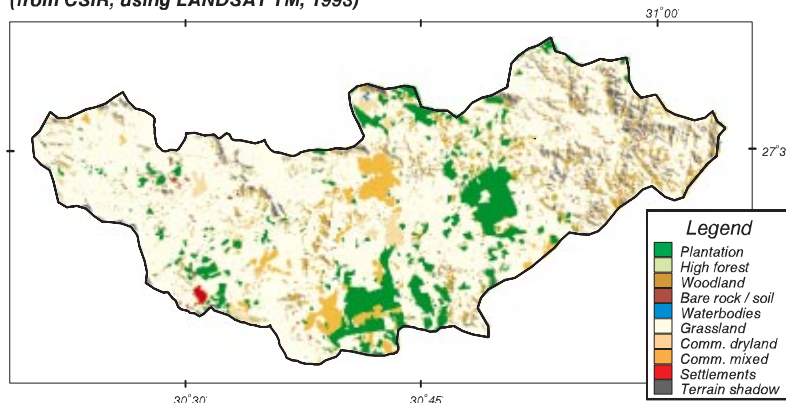 (from CSIR, using LANDSAT TM, 1993)
31°00'
27°3
Legend
Plantation
High forest
Woodland
Bare rock / soil
Waterbodies
Grassland
Comm. dryland
Comm. mixed
Settlements
Terrain shadow
30°30'
30°45'